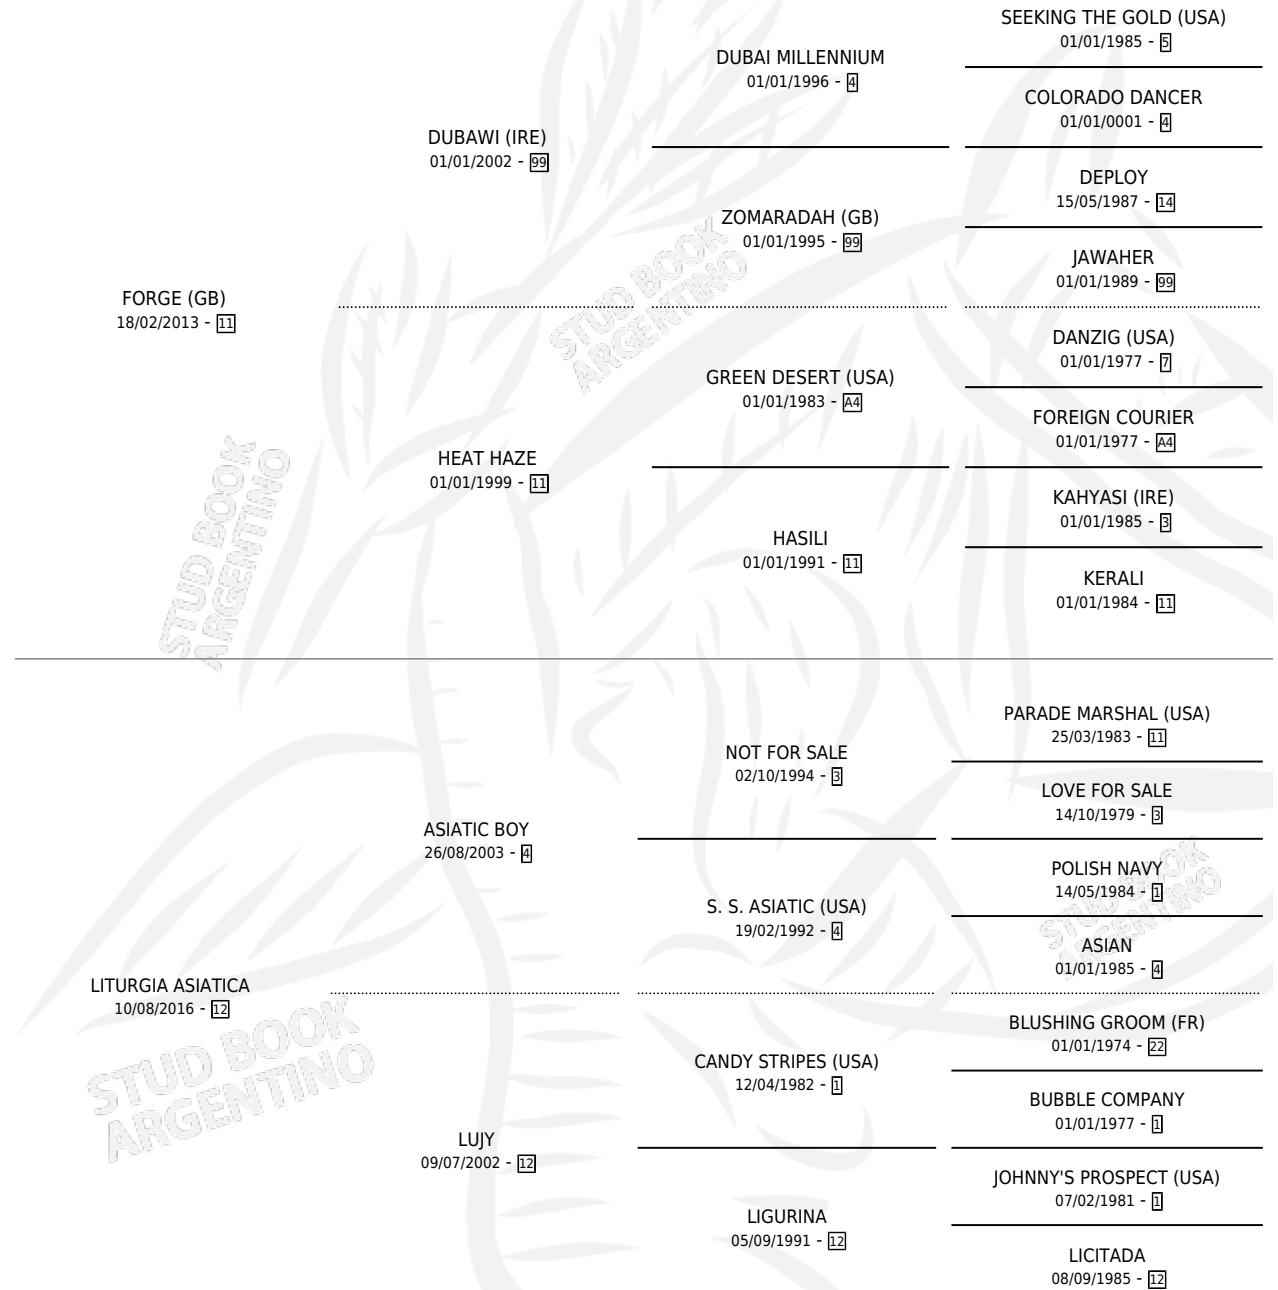 SEEKING THE GOLD (USA)
01/01/1985 - 5
DUBAI MILLENNIUM
01/01/1996 - 4
COLORADO DANCER
01/01/0001 - 4
DUBAWI (IRE)
01/01/2002 - 99
DEPLOY
15/05/1987 - 14
ZOMARADAH (GB)
01/01/1995 - 99
JAWAHER
01/01/1989 - 99
FORGE (GB)
18/02/2013 - 11
DANZIG (USA)
01/01/1977 - 7
GREEN DESERT (USA)
01/01/1983 - A4
FOREIGN COURIER
01/01/1977 - A4
HEAT HAZE
01/01/1999 - 11
KAHYASI (IRE)
01/01/1985 - 3
HASILI
01/01/1991 - 11
KERALI
01/01/1984 - 11
PARADE MARSHAL (USA)
25/03/1983 - 11
NOT FOR SALE
02/10/1994 - 3
LOVE FOR SALE
14/10/1979 - 3
ASIATIC BOY
26/08/2003 - 4
POLISH NAVY
14/05/1984 - 1
S. S. ASIATIC (USA)
19/02/1992 - 4
ASIAN
01/01/1985 - 4
LITURGIA ASIATICA
10/08/2016 - 12
BLUSHING GROOM (FR)
01/01/1974 - 22
CANDY STRIPES (USA)
12/04/1982 - 1
BUBBLE COMPANY
01/01/1977 - 1
LUJY
09/07/2002 - 12
JOHNNY'S PROSPECT (USA)
07/02/1981 - 1
LIGURINA
05/09/1991 - 12
LICITADA
08/09/1985 - 12
STUD BOOK
ARGENTINO
STUD BOOK
ARGENTINO
STUD BOOK
ARGENTINO
STUD BOOK
ARGENTINO